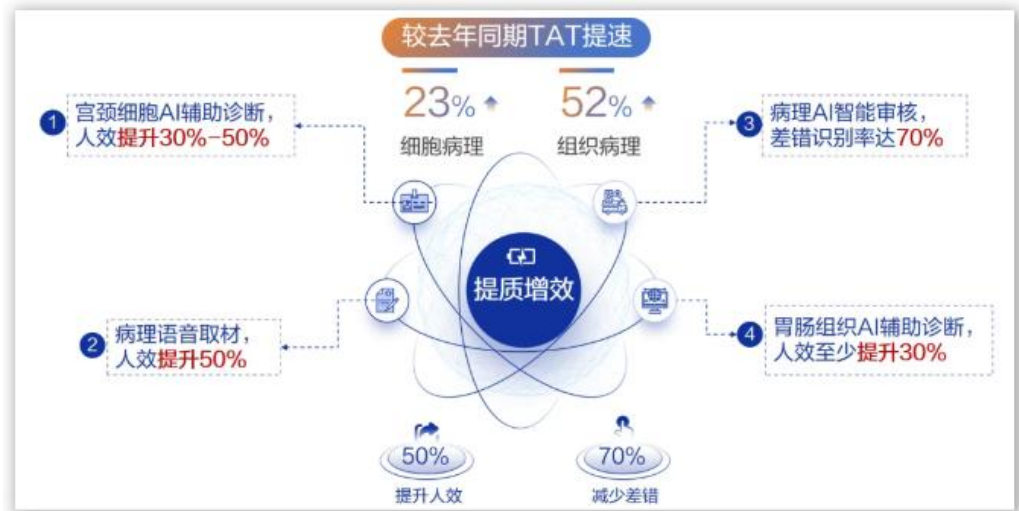 较去年同期TAT提速
23%
52%
细胞病理
组织病理
1
宫颈细胞AI辅助诊断，
人效提升30%-50%
3
病理AI智能审核，
差错识别率达70%
提质增效
2
病理语音取材，
人效提升50%
4
胃肠组织AI辅助诊断，
人效至少提升30%
50%
提升人效
70%
减少差错